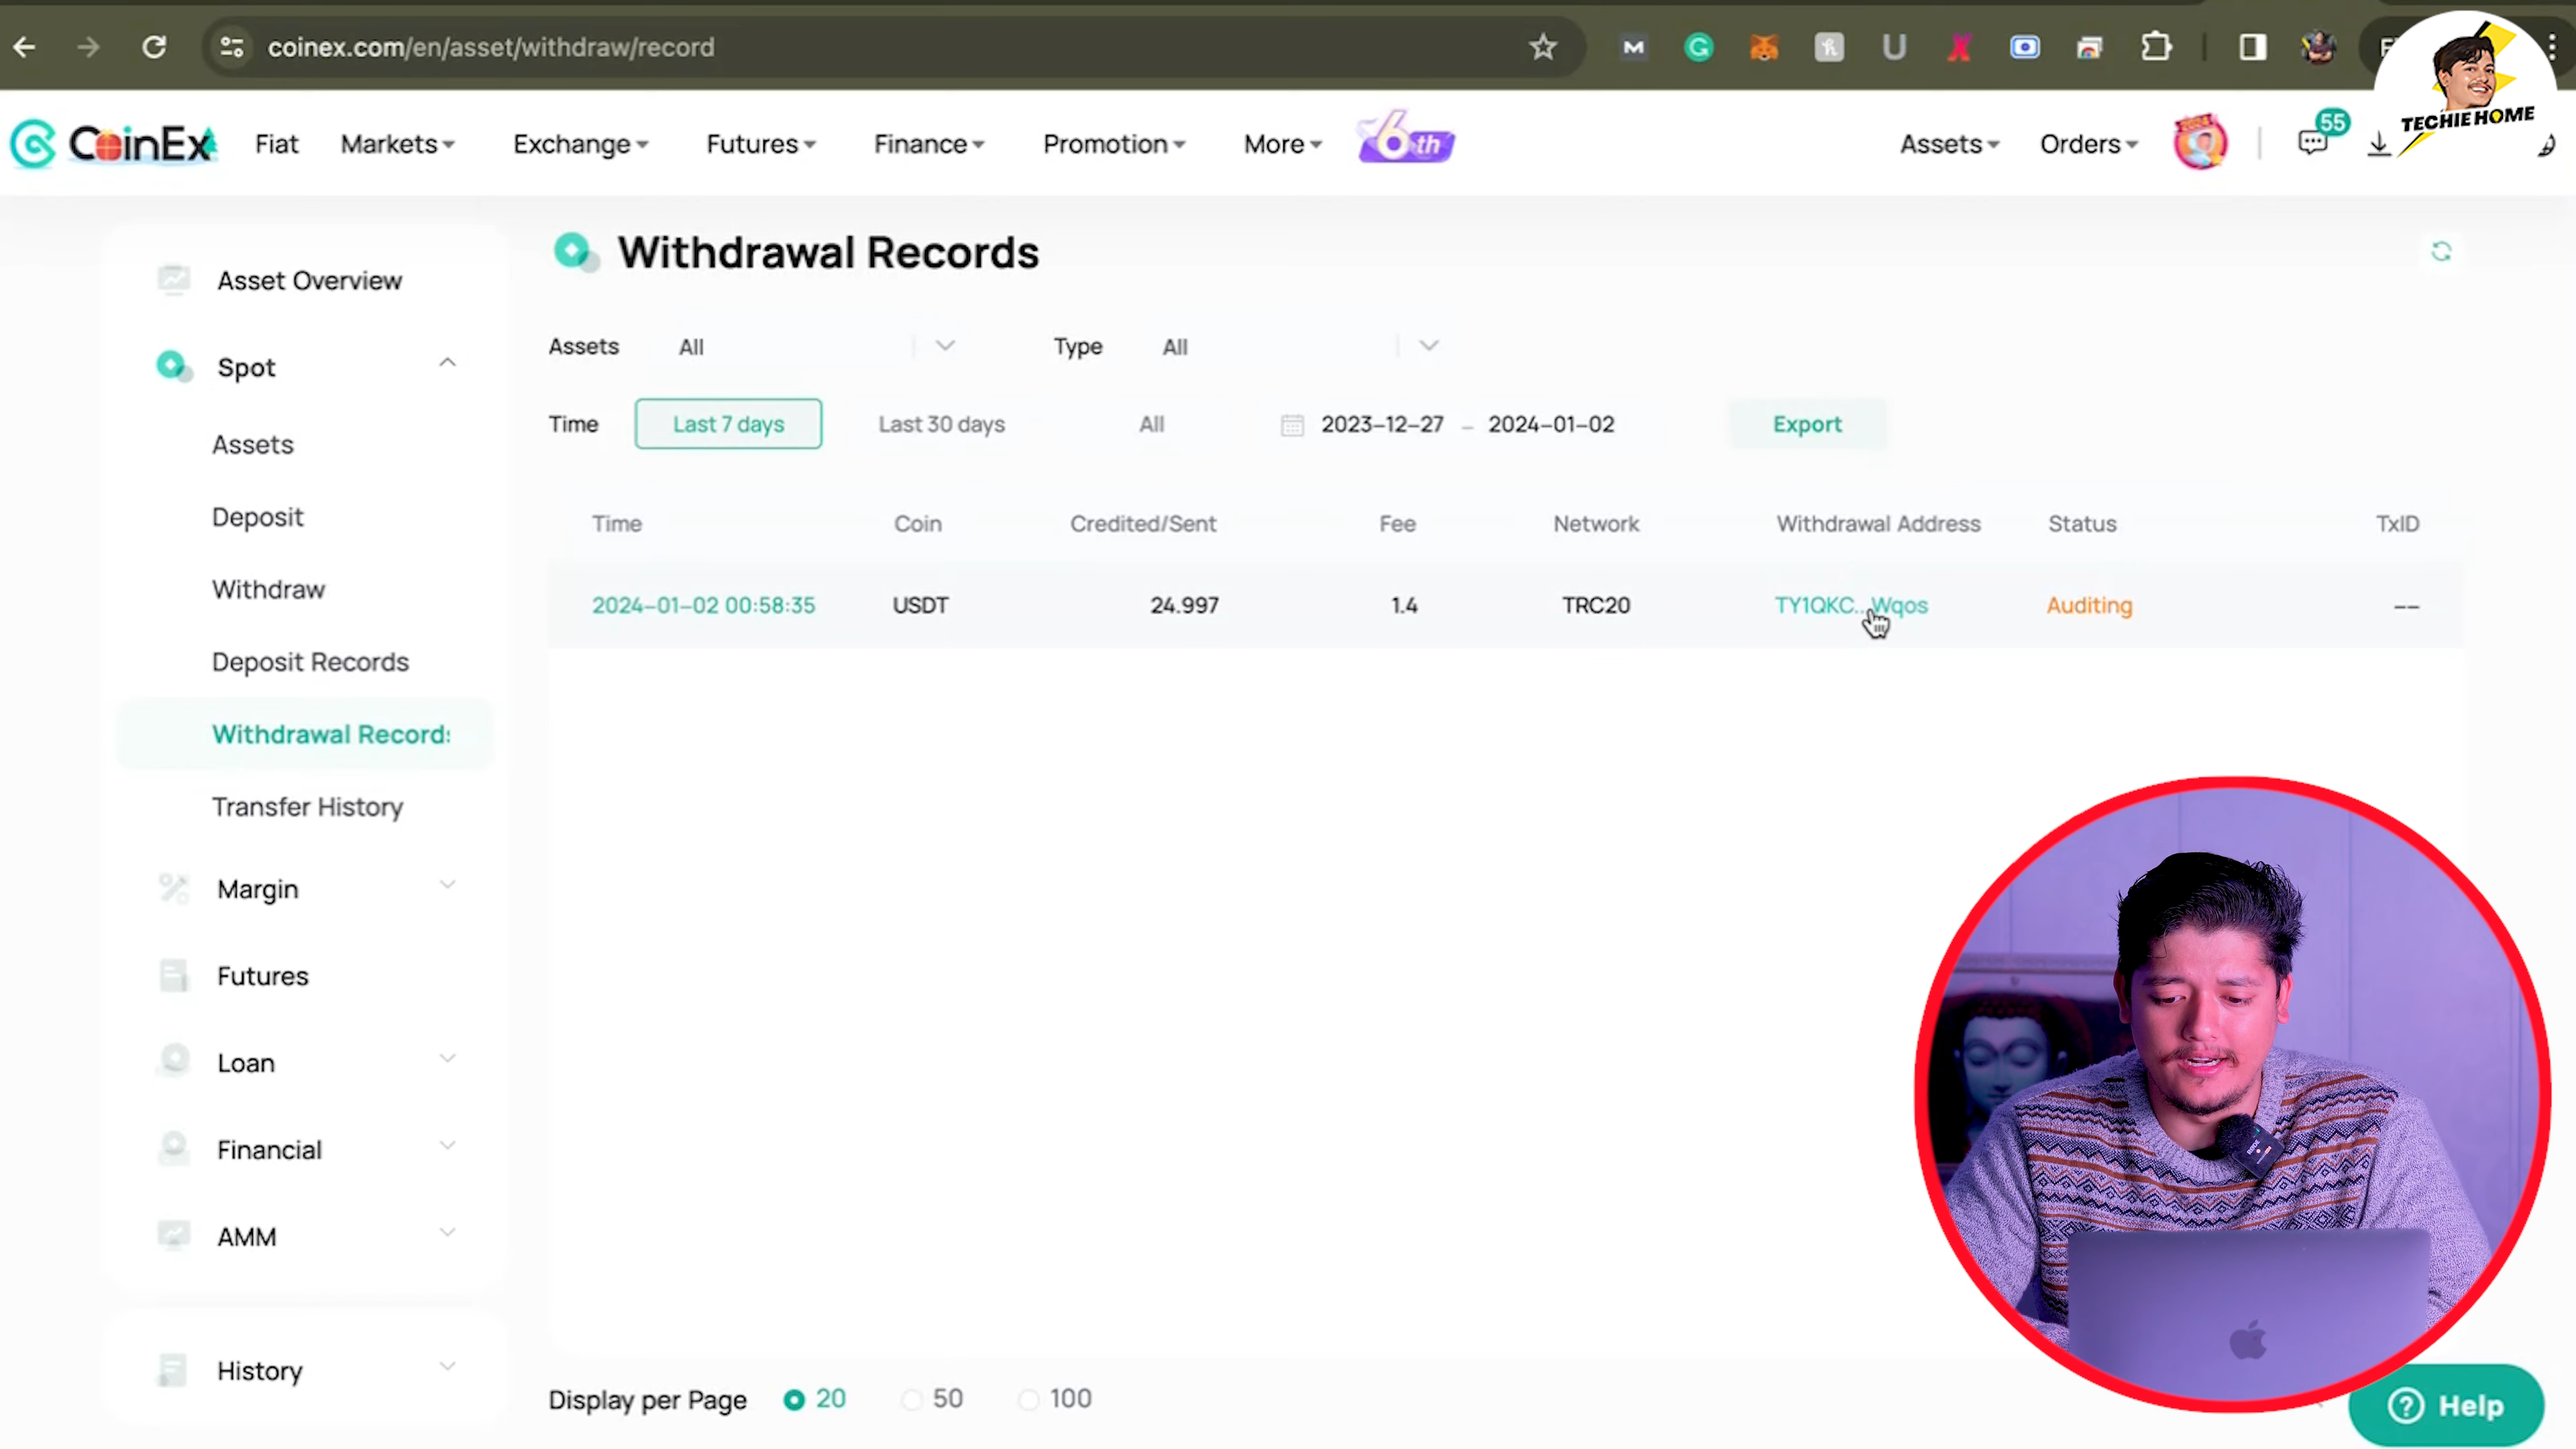 coinex.com/en/asset/withdraw/record
TECHIE HOME
CoinEx Fiat Markets Exchange Futures Finance Promotion More 6th Assets Orders 55
Withdrawal Records
Asset Overview
Assets All Type All
Spot
Time Last 7 days Last 30 days All 2023-12-27 - 2024-01-02 Export
Assets
Deposit
Time Coin Credited/Sent Fee Network Withdrawal Address Status TxID
Withdraw
2024-01-02 00:58:35 USDT 24.997 1.4 TRC20 TY1QKC...Wqos Auditing --
Deposit Records
Withdrawal Records
Transfer History
Margin
Futures
Loan
Financial
AMM
History
Display per Page 20 50 100
Help